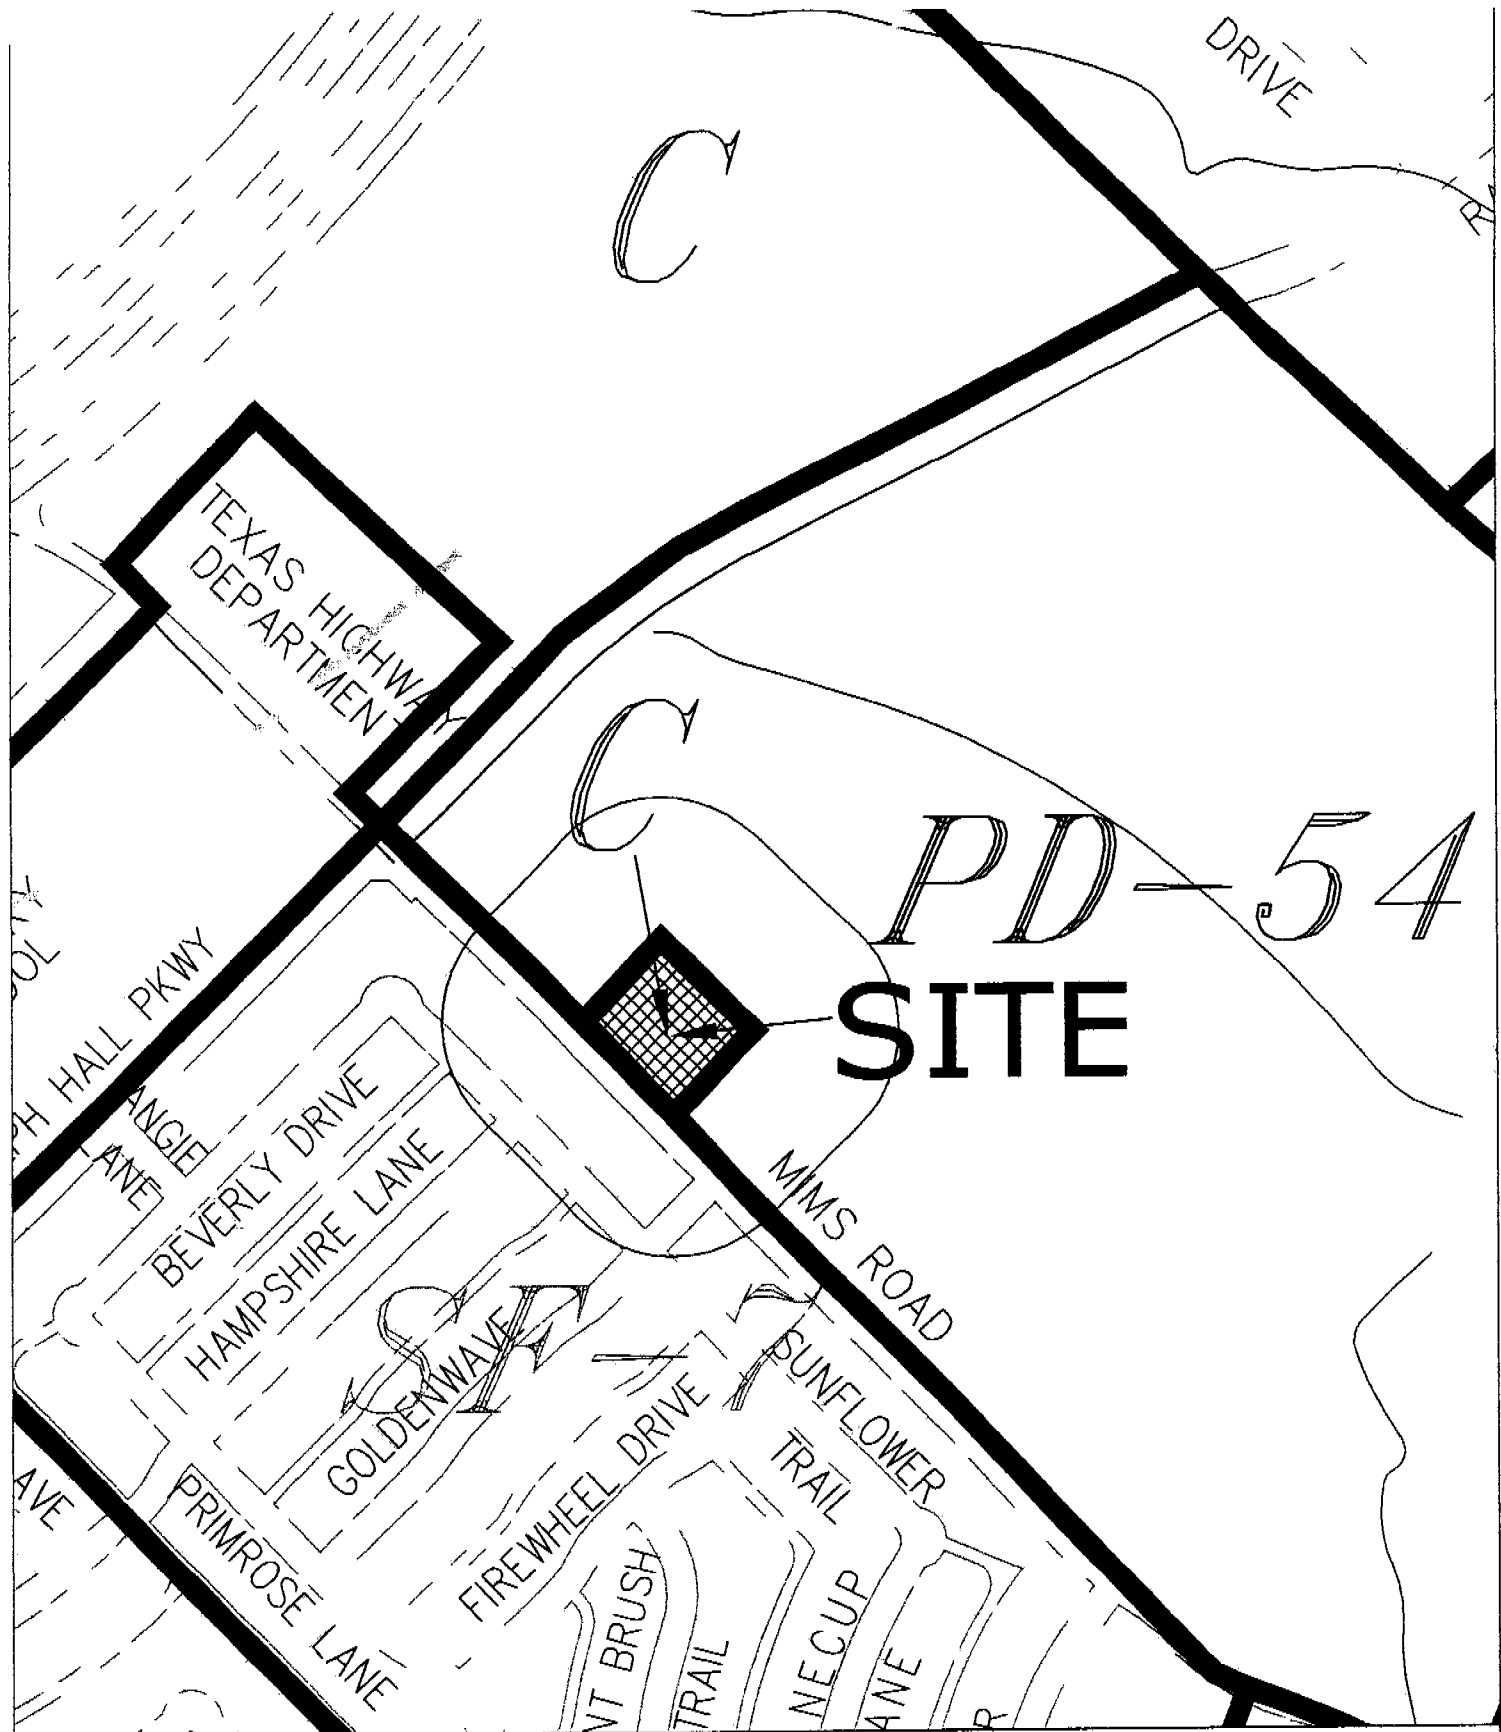 DRIVE
C
TEXAS HIGHWAY
DEPARTMENT
C
PD-54
SITE
HALL PKWY
ANGIE
LANE
BEVERLY DRIVE
HAMPSHIRE LANE
MIMS ROAD
SF-7
GOLDENWAVE
SUNFLOWER
TRAIL
FIREWHEEL DRIVE
AVE
PRIMROSE LANE
BRUSH
TRAIL
NECUP
ANE
R